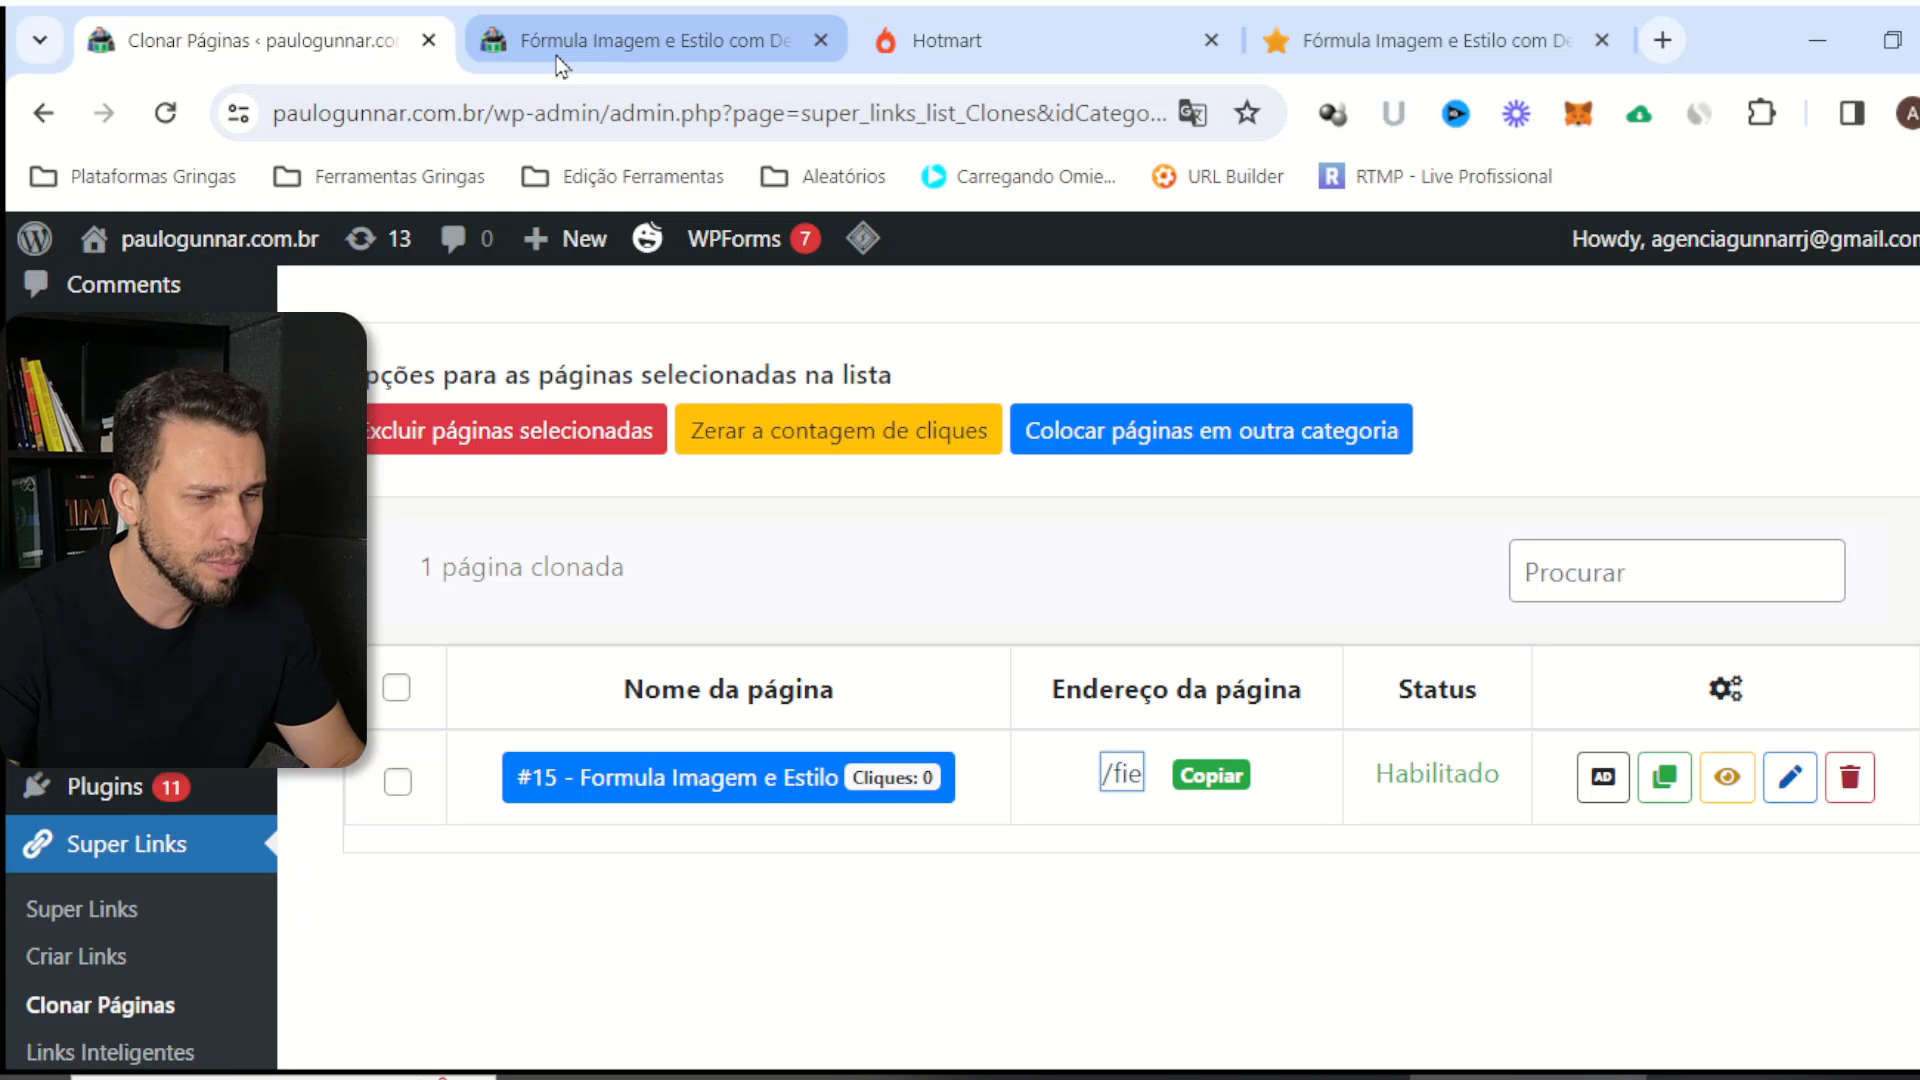 Clonar Páginas ‹ paulogunnar.cor
Fórmula Imagem e Estilo com De
Hotmart
Fórmula Imagem e Estilo com De
paulogunnar.com.br/wp-admin/admin.php?page=super_links_list_Clones&idCatego...
A
Plataformas Gringas
Ferramentas Gringas
Edição Ferramentas
Aleatórios
Carregando Omie...
URL Builder
R
RTMP - Live Profissional
paulogunnar.com.br
13
0
New
WPForms 7
Howdy, agenciagunnarrj@gmail.com
Comments
pções para as páginas selecionadas na lista
xcluir páginas selecionadas
Zerar a contagem de cliques
Colocar páginas em outra categoria
1 página clonada
Procurar
Nome da página
Endereço da página
Status
#15 - Formula Imagem e Estilo Cliques: 0
/fie
Copiar
Habilitado
AD
1M
Plugins 11
Super Links
Super Links
Criar Links
Clonar Páginas
Links Inteligentes